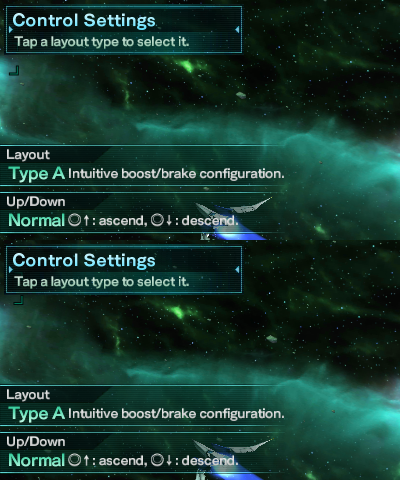 Control Settings
Tap a layout type to select it.
Layout
Type A Intuitive boost/brake configuration.
Up/Down
Normal ◎↑: ascend, ◎↓: descend.
Control Settings
Tap a layout type to select it.
Layout
Type A Intuitive boost/brake configuration.
Up/Down
Normal ◎↑: ascend, ◎↓: descend.